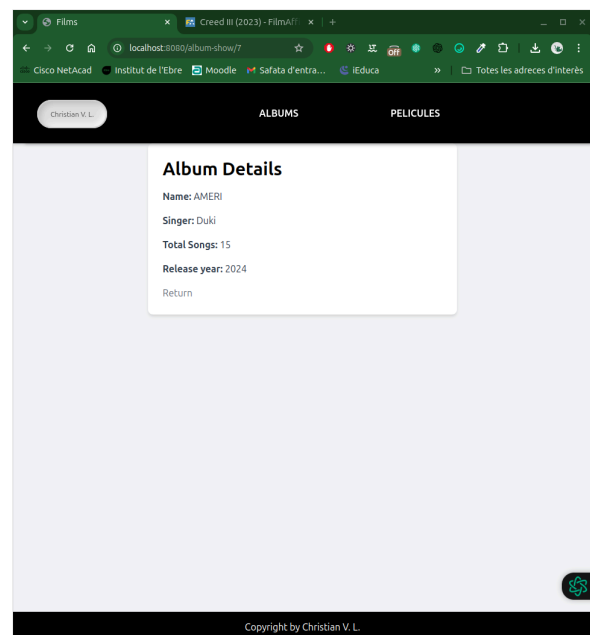 Films
Creed III (2023) - FilmAff
localhost:8080/album-show/7
Off
Cisco NetAcad Institut de l'Ebre Moodle Safata d'entra... iEduca » Totes les adreces d'interès
Christian V. L. ALBUMS PELICULES
Album Details
Name: AMERI
Singer: Duki
Total Songs: 15
Release year: 2024
Return
Copyright by Christian V. L.